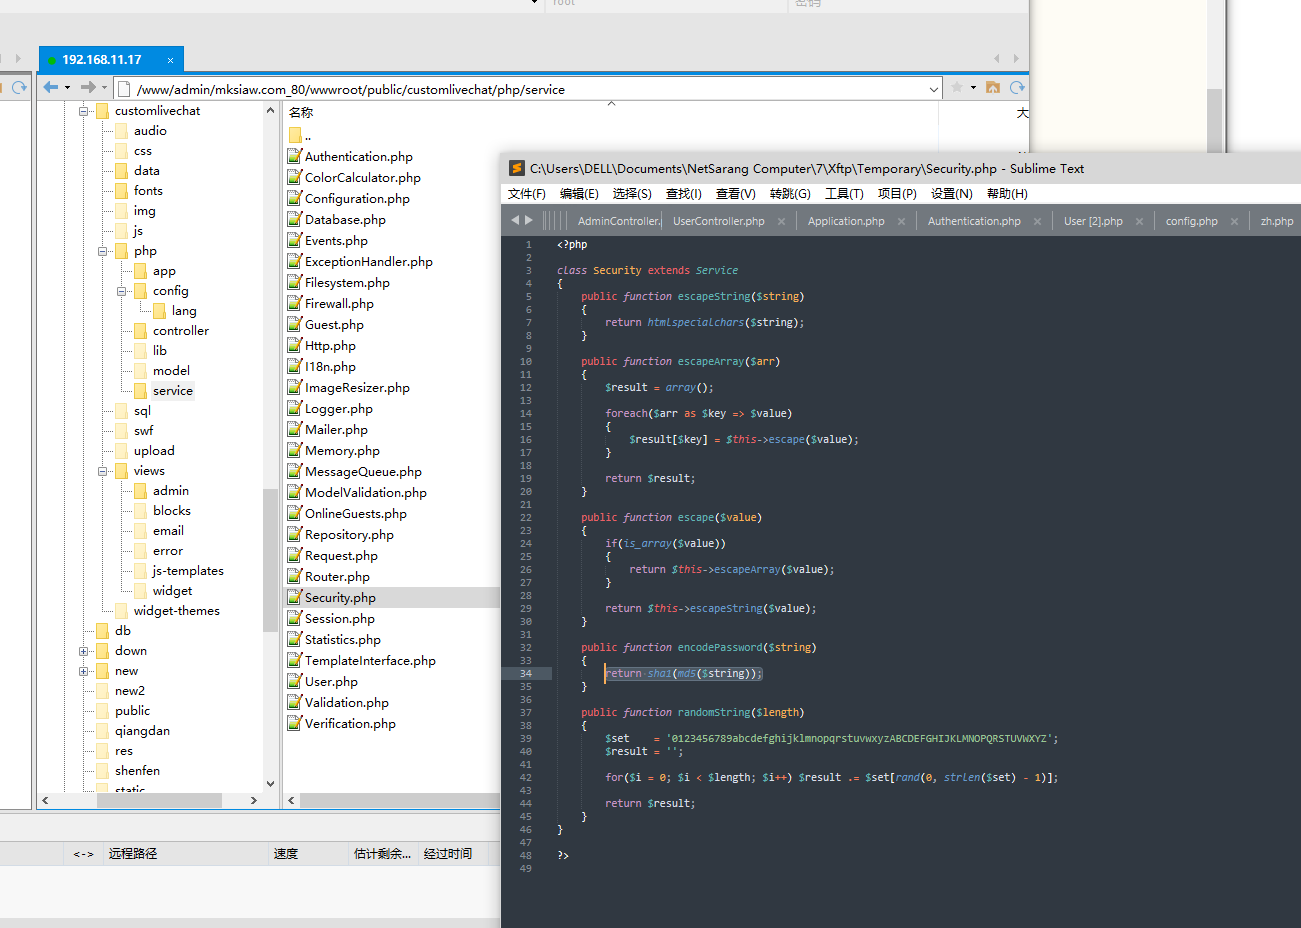 root
密码
192.168.11.17 ×
/www/admin/mksiaw.com_80/wwwroot/public/customlivechat/php/service
customlivechat
audio
css
data
fonts
img
js
php
app
config
lang
controller
lib
model
service
sql
swf
upload
views
admin
blocks
email
error
js-templates
widget
widget-themes
db
down
new
new2
public
qiangdan
res
shenfen
static
名称
大
..
Authentication.php
ColorCalculator.php
Configuration.php
Database.php
Events.php
ExceptionHandler.php
Filesystem.php
Firewall.php
Guest.php
Http.php
I18n.php
ImageResizer.php
Logger.php
Mailer.php
Memory.php
MessageQueue.php
ModelValidation.php
OnlineGuests.php
Repository.php
Request.php
Router.php
Security.php
Session.php
Statistics.php
TemplateInterface.php
User.php
Validation.php
Verification.php
<-> 远程路径 速度 估计剩余... 经过时间
C:\Users\DELL\Documents\NetSarang Computer\7\Xftp\Temporary\Security.php - Sublime Text
文件(F) 编辑(E) 选择(S) 查找(I) 查看(V) 转跳(G) 工具(T) 项目(P) 设置(N) 帮助(H)
AdminController. UserController.php × Application.php × Authentication.php × User [2].php × config.php × zh.php
1 <?php
2
3 class Security extends Service
4 {
5 public function escapeString($string)
6 {
7 return htmlspecialchars($string);
8 }
9
10 public function escapeArray($arr)
11 {
12 $result = array();
13
14 foreach($arr as $key => $value)
15 {
16 $result[$key] = $this->escape($value);
17 }
18
19 return $result;
20 }
21
22 public function escape($value)
23 {
24 if(is_array($value))
25 {
26 return $this->escapeArray($value);
27 }
28
29 return $this->escapeString($value);
30 }
31
32 public function encodePassword($string)
33 {
34 return sha1(md5($string));
35 }
36
37 public function randomString($length)
38 {
39 $set = '0123456789abcdefghijklmnopqrstuvwxyzABCDEFGHIJKLMNOPQRSTUVWXYZ';
40 $result = '';
41
42 for($i = 0; $i < $length; $i++) $result .= $set[rand(0, strlen($set) - 1)];
43
44 return $result;
45 }
46 }
47
48 ?>
49